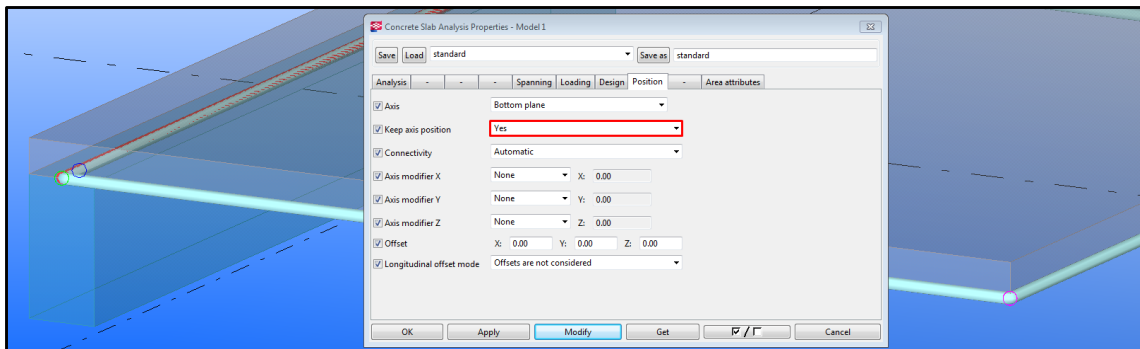 Concrete Slab Analysis Properties - Model 1
Save Load standard Save as standard
Analysis - - - Spanning Loading Design Position - Area attributes
Axis Bottom plane
Keep axis position Yes
Connectivity Automatic
Axis modifier X None X: 0.00
Axis modifier Y None Y: 0.00
Axis modifier Z None Z: 0.00
Offset X: 0.00 Y: 0.00 Z: 0.00
Longitudinal offset mode Offsets are not considered
OK Apply Modify Get / Cancel